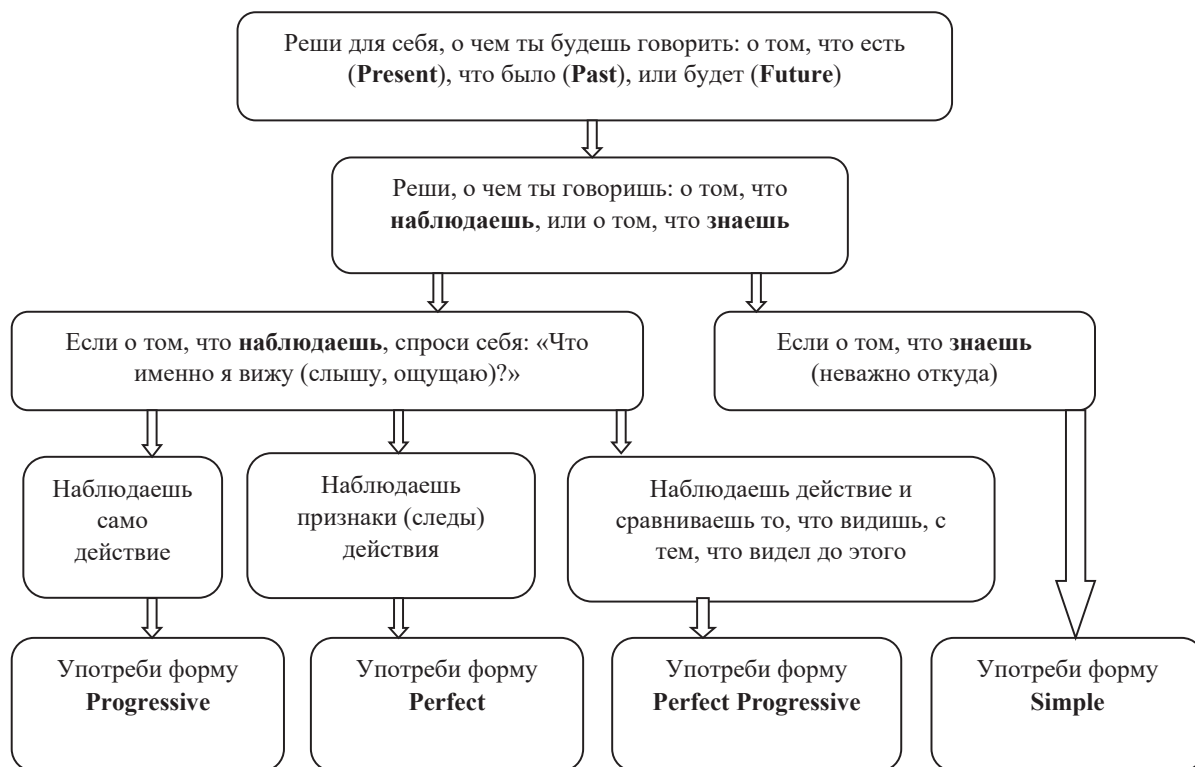 Реши для себя, о чем ты будешь говорить: о том, что есть
(Present), что было (Past), или будет (Future)
Реши, о чем ты говоришь: о том, что
наблюдаешь, или о том, что знаешь
Если о том, что наблюдаешь, спроси себя: «Что
именно я вижу (слышу, ощущаю)?»
Если о том, что знаешь
(неважно откуда)
Наблюдаешь
само
действие
Наблюдаешь
признаки (следы)
действия
Наблюдаешь действие и
сравниваешь то, что видишь, с
тем, что видел до этого
Употреби форму
Progressive
Употреби форму
Perfect
Употреби форму
Perfect Progressive
Употреби форму
Simple